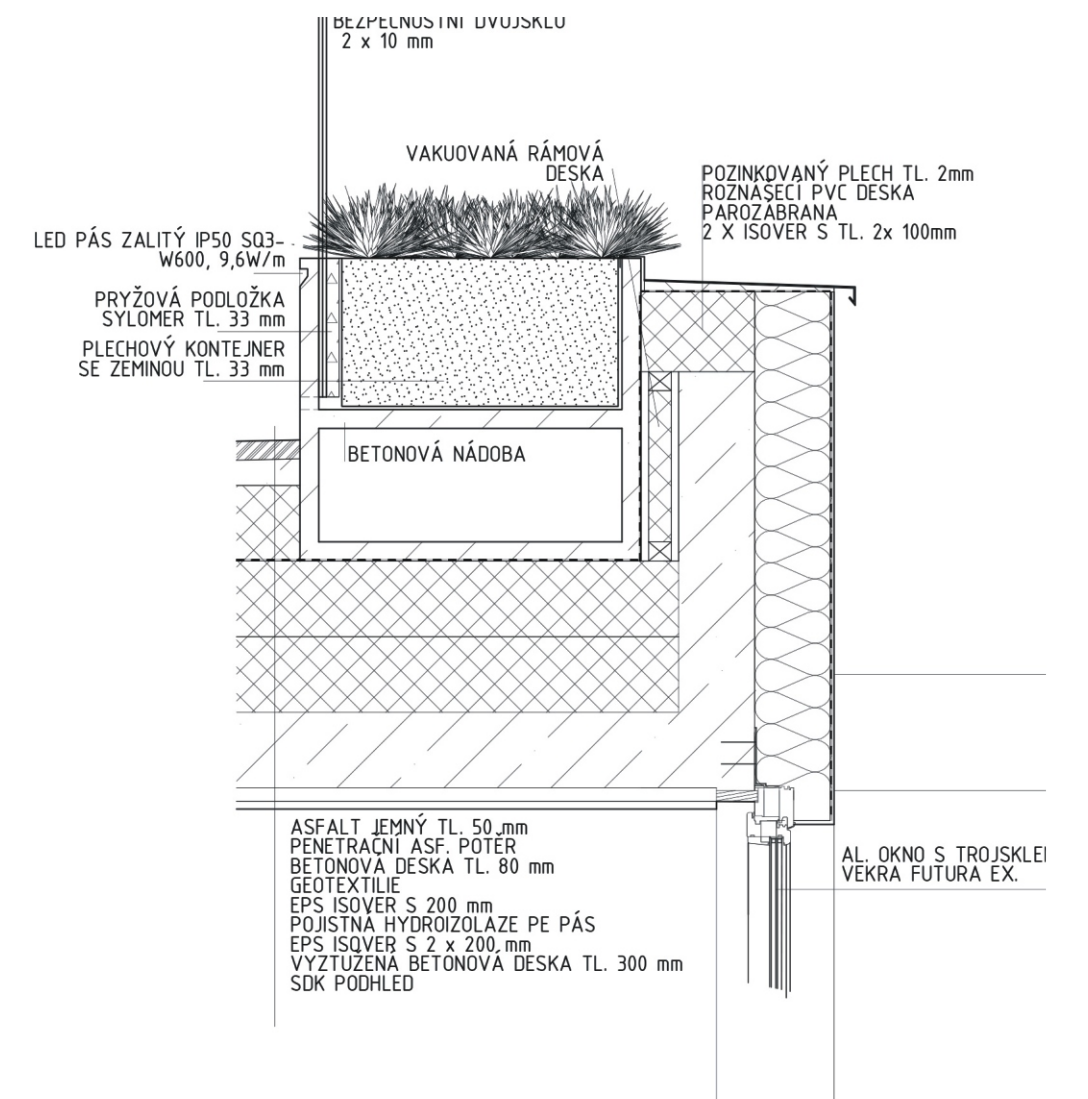 BEZPEČNOSTNÍ DVOJSKLO
2 x 10 mm
VAKUOVANÁ RÁMOVÁ
DESKA
POZINKOVANÝ PLECH TL. 2mm
ROZNÁŠECÍ PVC DESKA
PAROZÁBRANA
2 X ISOVER S TL. 2x 100mm
LED PÁS ZALITÝ IP50 SQ3-
W600, 9,6W/m
PRYŽOVÁ PODLOŽKA
SYLOMER TL. 33 mm
PLECHOVÝ KONTEJNER
SE ZEMINOU TL. 33 mm
BETONOVÁ NÁDOBA
ASFALT JEMNÝ TL. 50 mm
PENETRAČNÍ ASF. POTĚR
BETONOVÁ DESKA TL. 80 mm
GEOTEXTILIE
EPS ISOVER S 200 mm
POJISTNÁ HYDROIZOLAZE PE PÁS
EPS ISOVER S 2 x 200 mm
VYZTUŽENÁ BETONOVÁ DESKA TL. 300 mm
SDK PODHLED
AL. OKNO S TROJSKLE
VEKRA FUTURA EX.